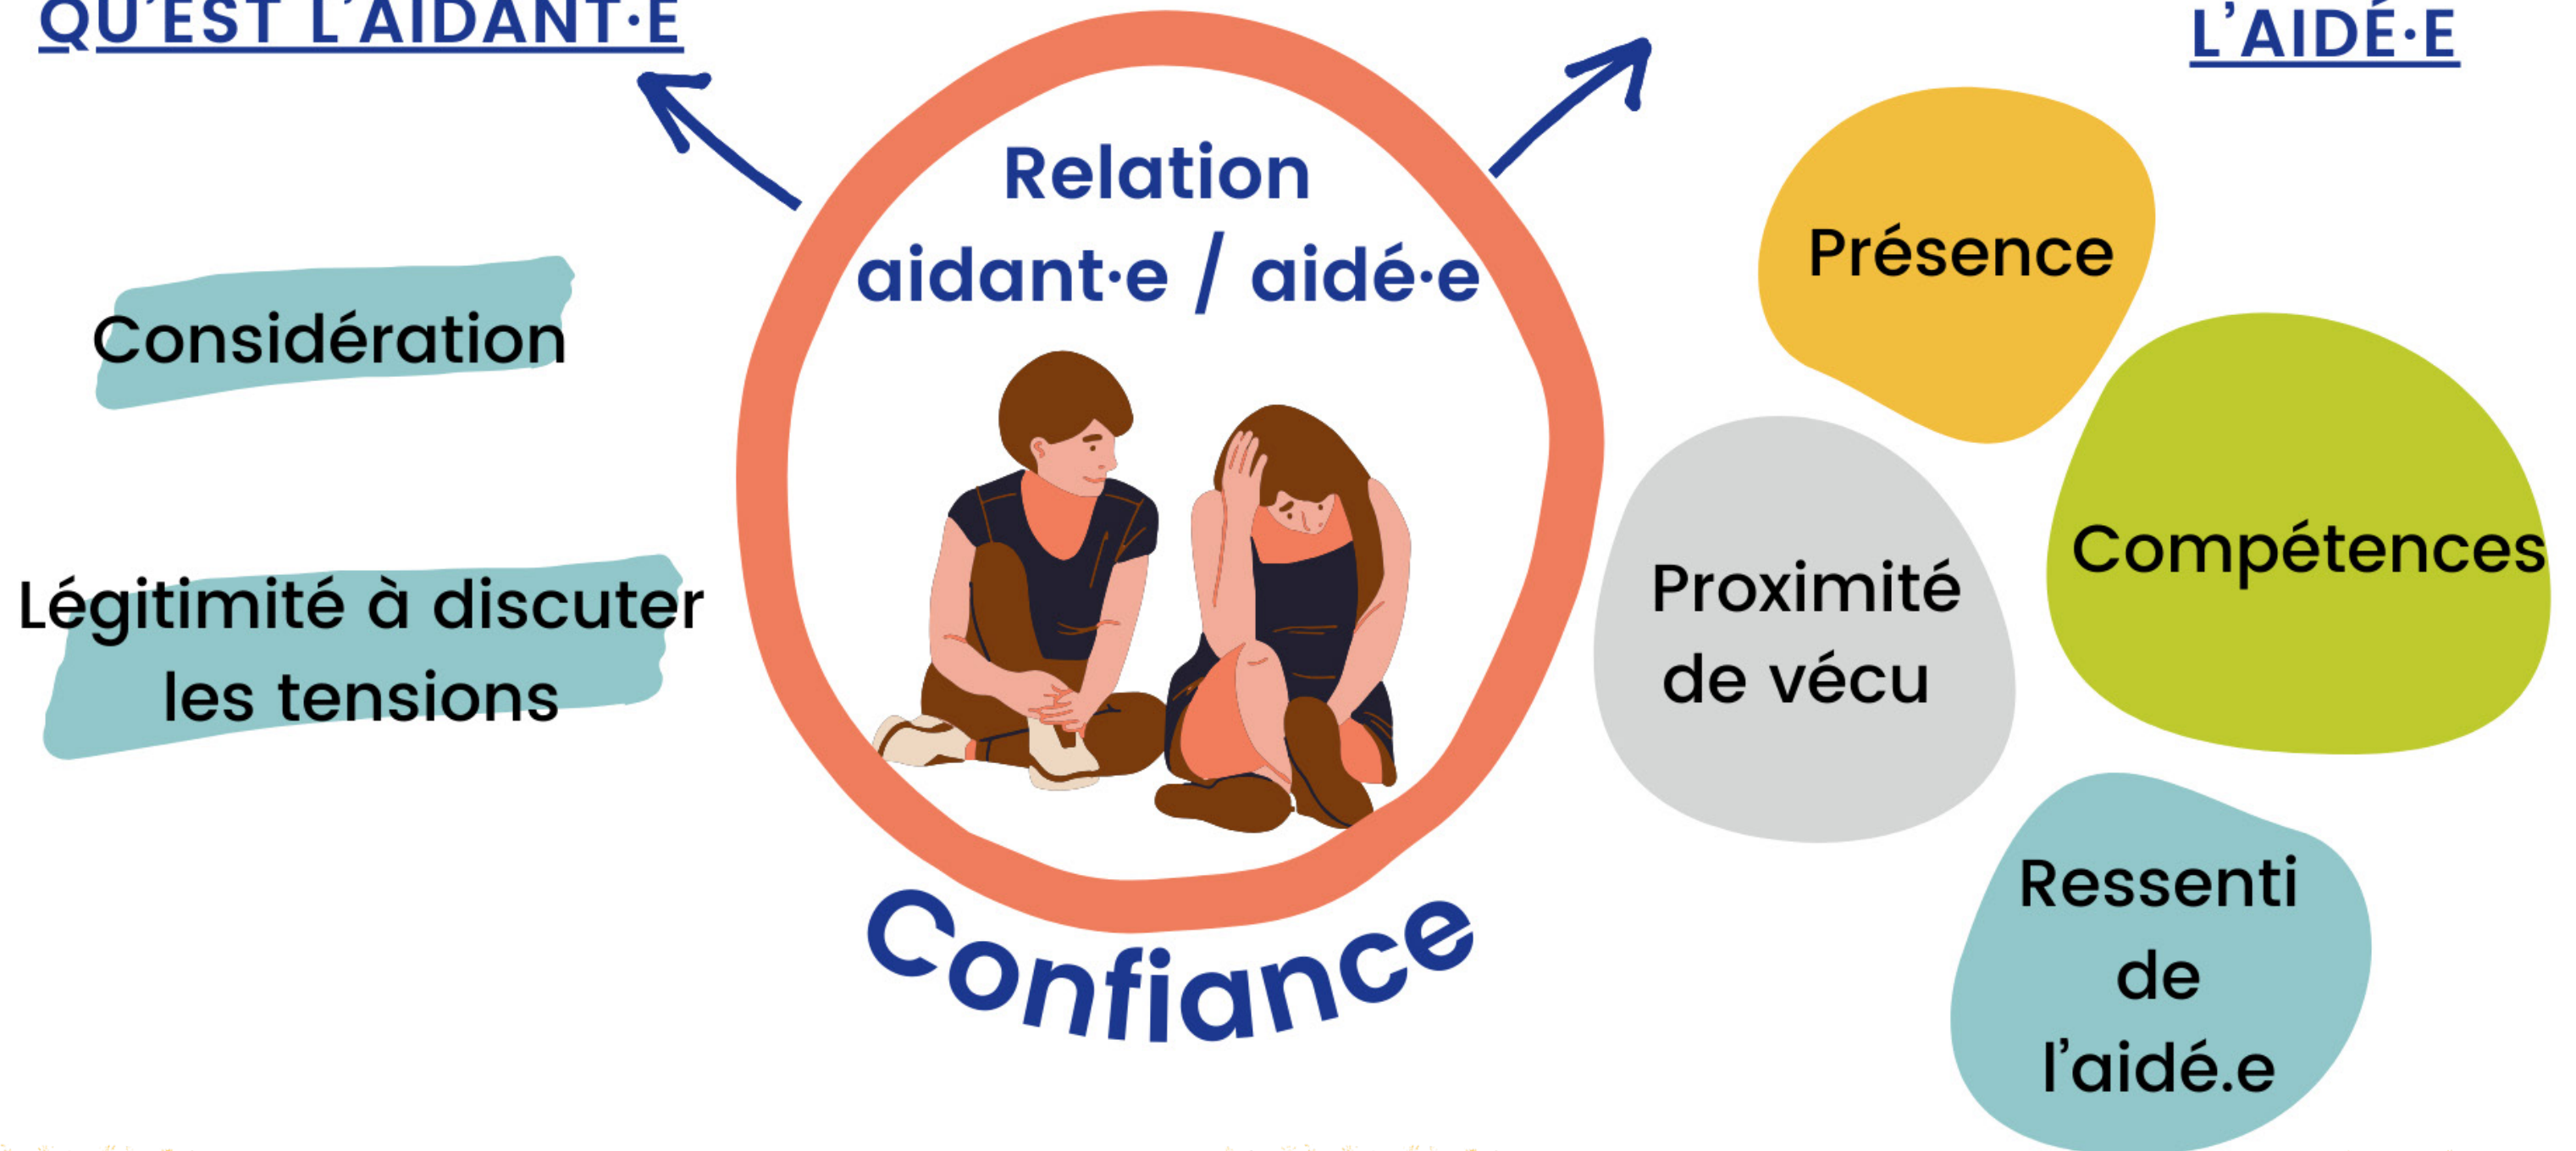 QU'EST L'AIDANT·E
L'AIDÉ·E
Relation
aidant·e / aidé·e
Considération
Légitimité à discuter
les tensions
Confiance
Présence
Compétences
Proximité
de vécu
Ressenti
de
l'aidé.e